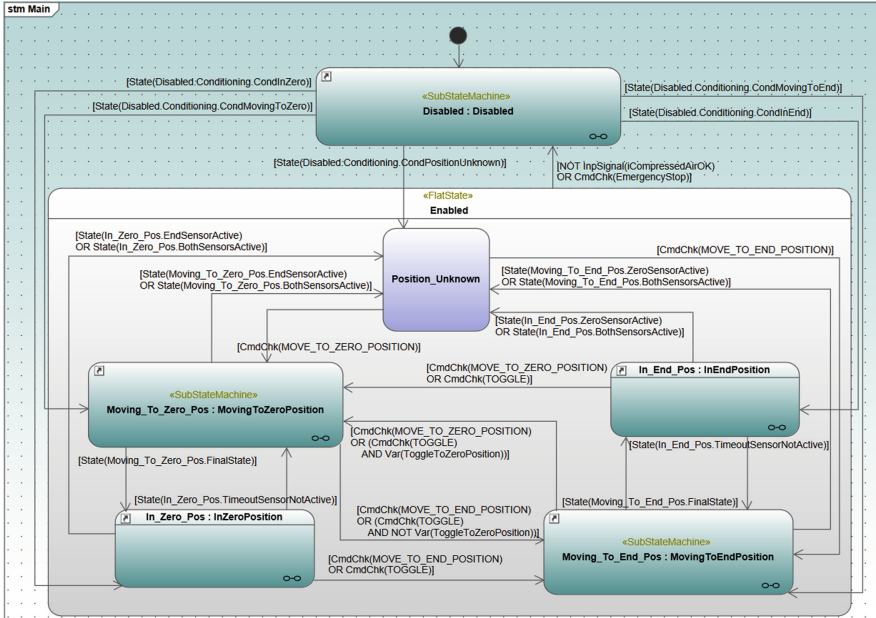 stm Main
[State(Disabled:Conditioning.CondInZero)]
[State(Disabled:Conditioning.CondMovingToZero)]
«SubStateMachine»
Disabled : Disabled
[State(Disabled:Conditioning.CondMovingToEnd)]
[State(Disabled:Conditioning.CondInEnd)]
[State(Disabled:Conditioning.CondPositionUnknown)]
[NOT InpSignal(iCompressedAirOK)
OR CmdChk(EmergencyStop)]
«FlatState»
Enabled
[State(In_Zero_Pos.EndSensorActive)
OR State(In_Zero_Pos.BothSensorsActive)]
[State(Moving_To_Zero_Pos.EndSensorActive)
OR State(Moving_To_Zero_Pos.BothSensorsActive)]
Position_Unknown
[CmdChk(MOVE_TO_END_POSITION)]
[State(Moving_To_End_Pos.ZeroSensorActive)
OR State(Moving_To_End_Pos.BothSensorsActive)]
[State(In_End_Pos.ZeroSensorActive)
OR State(In_End_Pos.BothSensorsActive)]
[CmdChk(MOVE_TO_ZERO_POSITION)]
[CmdChk(MOVE_TO_ZERO_POSITION)
OR CmdChk(TOGGLE)]
In_End_Pos : InEndPosition
«SubStateMachine»
Moving_To_Zero_Pos : MovingToZeroPosition
[CmdChk(MOVE_TO_ZERO_POSITION)
OR (CmdChk(TOGGLE)
AND Var(ToggleToZeroPosition))]
[State(In_End_Pos.TimeoutSensorNotActive)]
[State(Moving_To_Zero_Pos.FinalState)]
[State(In_Zero_Pos.TimeoutSensorNotActive)]
[State(Moving_To_End_Pos.FinalState)]
[CmdChk(MOVE_TO_END_POSITION)
OR (CmdChk(TOGGLE)
AND NOT Var(ToggleToZeroPosition))]
In_Zero_Pos : InZeroPosition
«SubStateMachine»
Moving_To_End_Pos : MovingToEndPosition
[CmdChk(MOVE_TO_END_POSITION)
OR CmdChk(TOGGLE)]